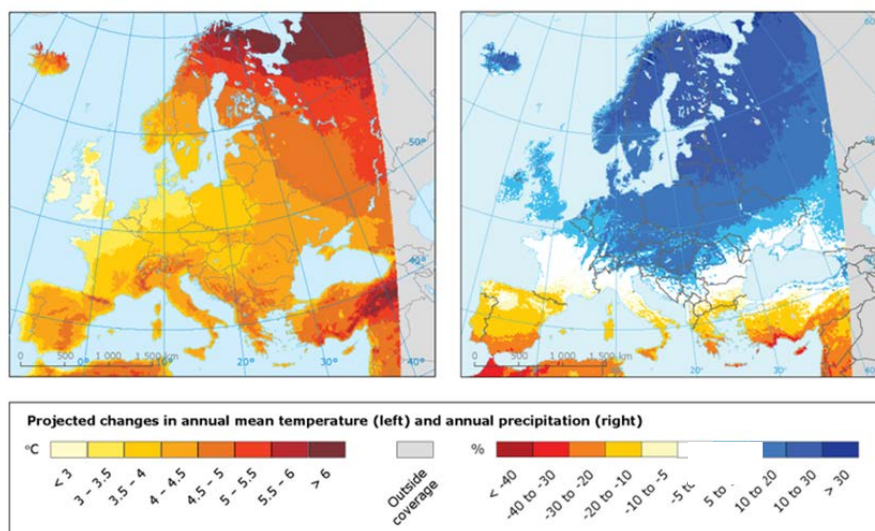 50°
40°
0 500 1 000 1 500 km
0° 20° 30° 40°
0 500 1 000 1 500 km
20° 30°
Projected changes in annual mean temperature (left) and annual precipitation (right)
°C
< 3
3 – 3.5
3.5 – 4
4 – 4.5
4.5 – 5
5 – 5.5
5.5 – 6
> 6
Outside
coverage
%
< -40
-40 to -30
-30 to -20
-20 to -10
-10 to -5
-5 to
5 to
10 to 20
10 to 30
> 30